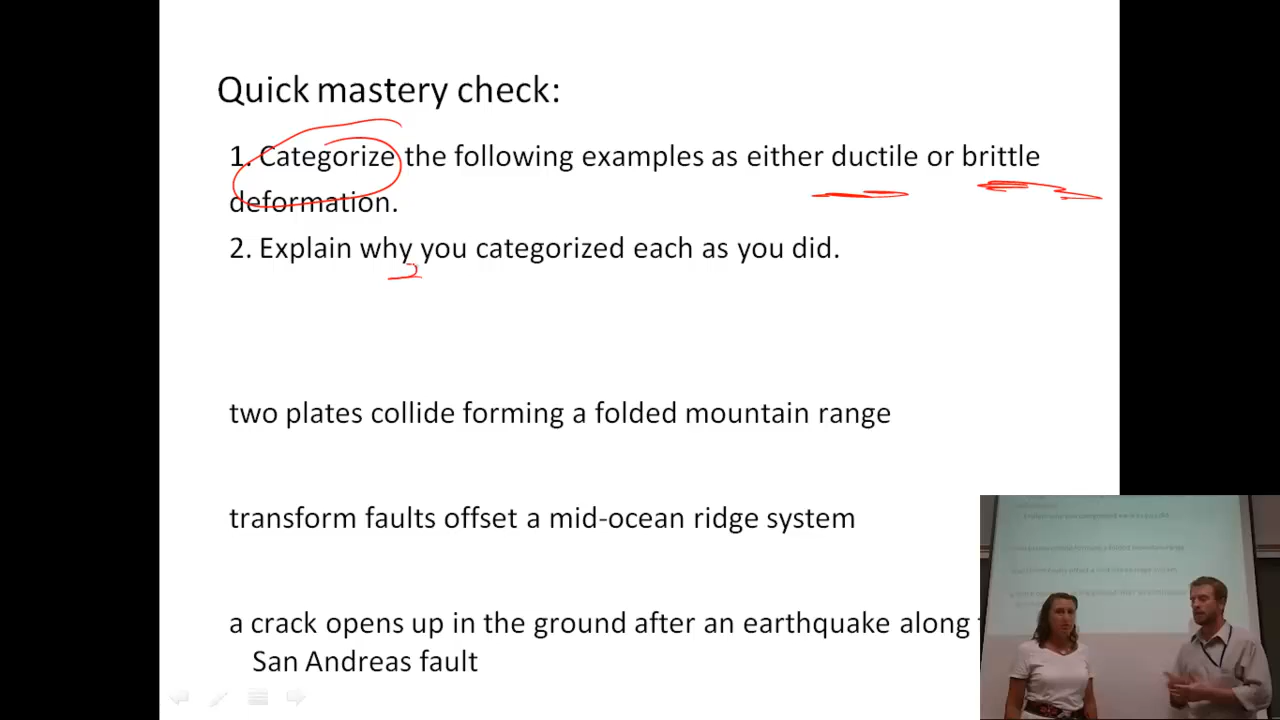 Quick mastery check:
1. Categorize the following examples as either ductile or brittle
deformation.
2. Explain why you categorized each as you did.
two plates collide forming a folded mountain range
transform faults offset a mid-ocean ridge system
a crack opens up in the ground after an earthquake along
San Andreas fault